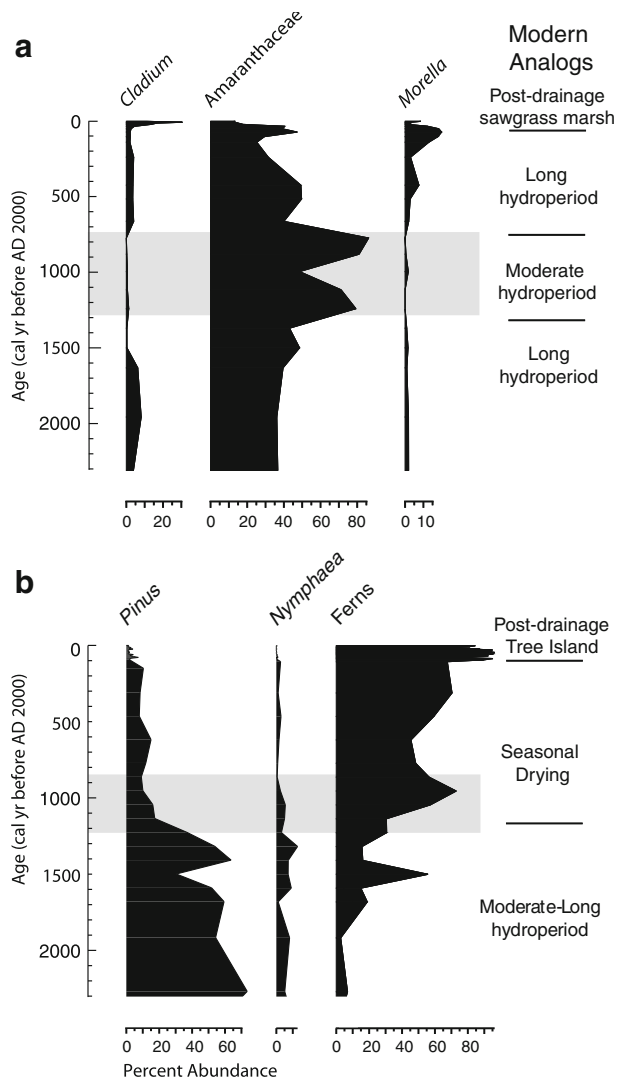 a
Cladium
Amaranthaceae
Morella
Modern
Analogs
Post-drainage
sawgrass marsh
Long
hydroperiod
Moderate
hydroperiod
Long
hydroperiod
Age (cal yr before AD 2000)
0
500
1000
1500
2000
0 20
0 20 40 60 80
0 10
b
Pinus
Nymphaea
Ferns
Post-drainage
Tree Island
Seasonal
Drying
Moderate-Long
hydroperiod
Age (cal yr before AD 2000)
0
500
1000
1500
2000
0 20 40 60
0
0 20 40 60 80
Percent Abundance